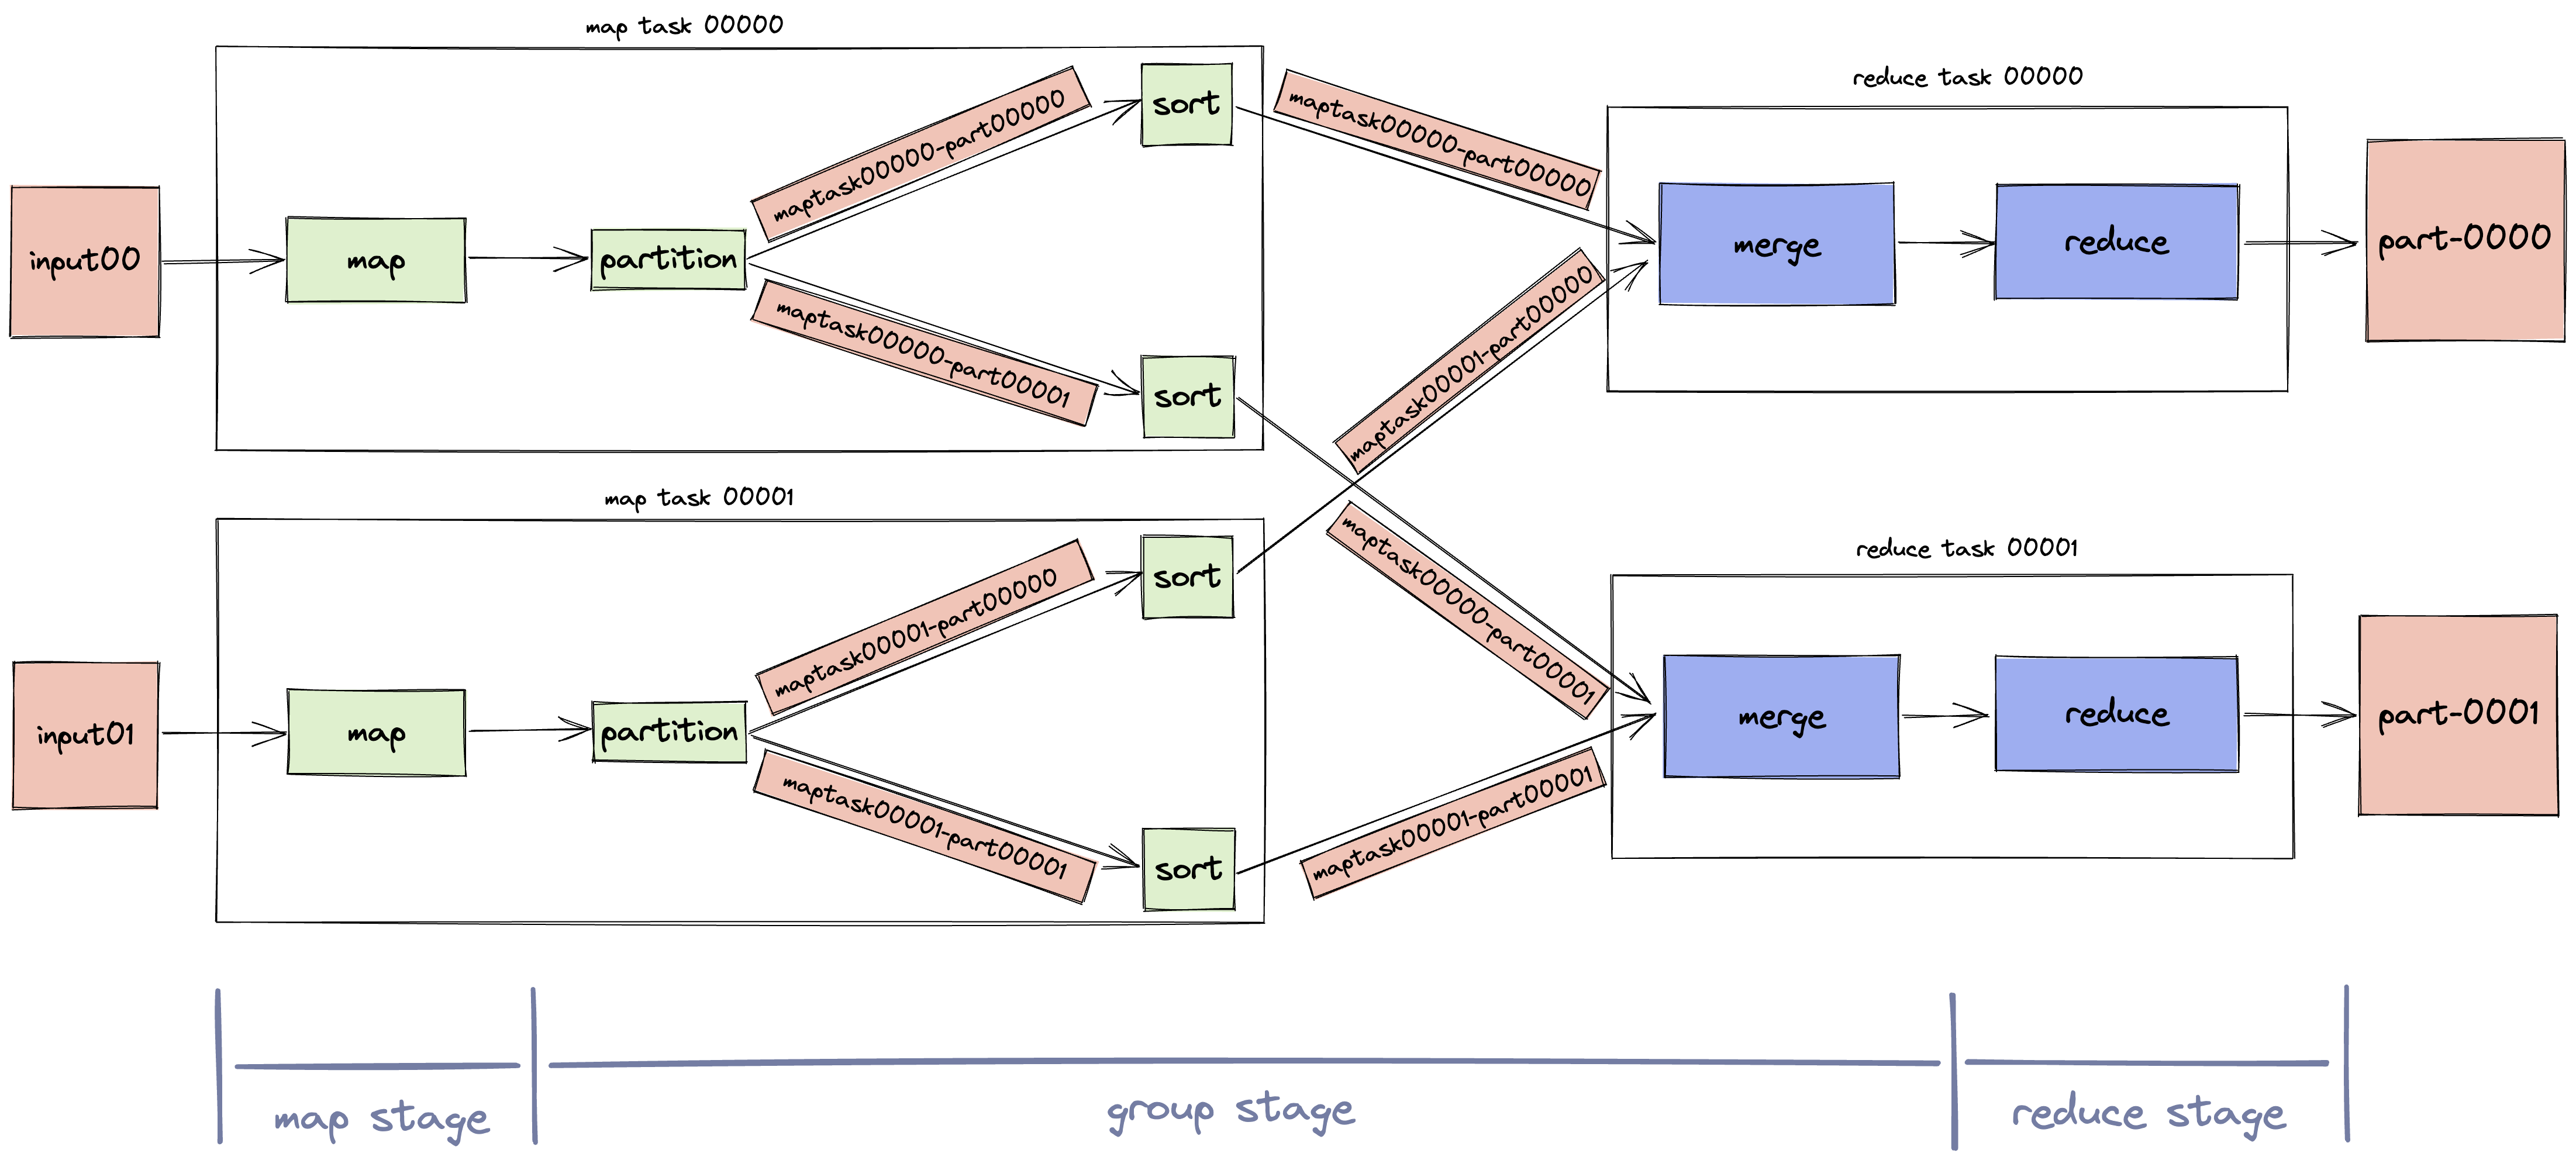 map task 00000
input00
map
partition
maptask00000-part00000
maptask00000-part00001
sort
sort
maptask00000-part00000
maptask00001-part00000
reduce task 00000
merge
reduce
part-0000
map task 00001
input01
map
partition
maptask00001-part00000
maptask00001-part00001
sort
sort
maptask00000-part00001
maptask00001-part00001
reduce task 00001
merge
reduce
part-0001
map stage
group stage
reduce stage